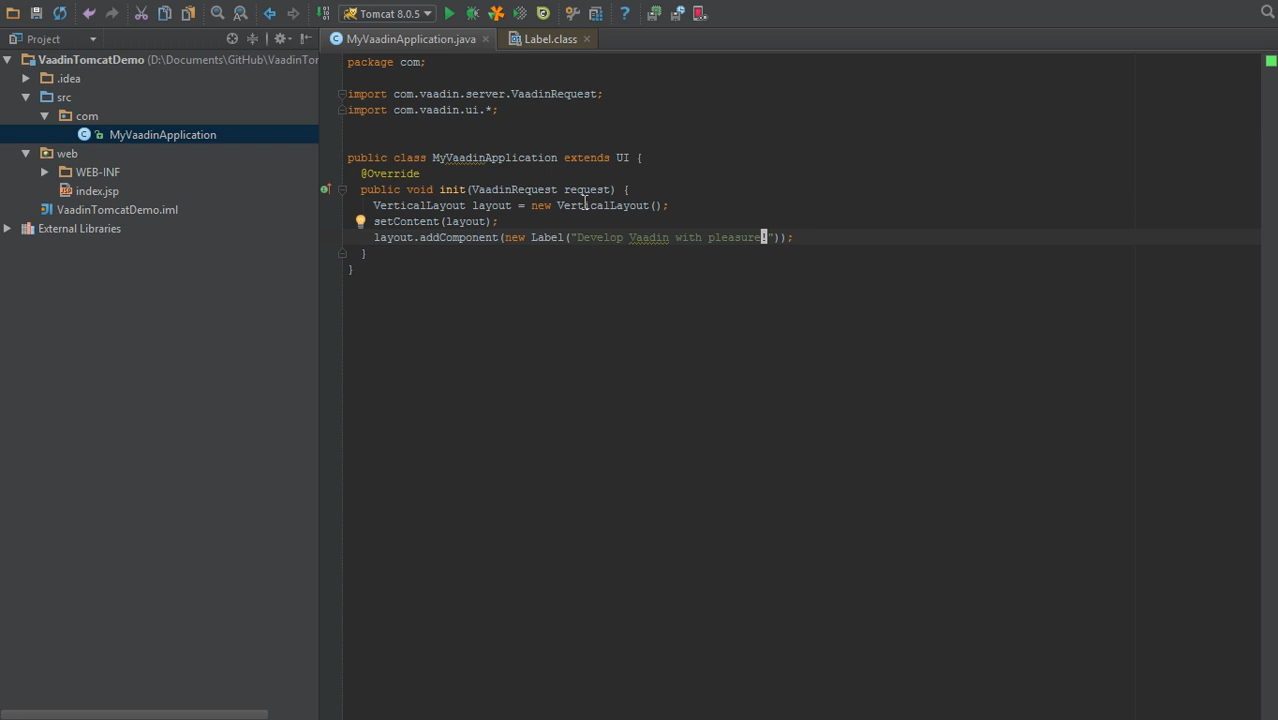 Tomcat 8.0.5
Project
MyVaadinApplication.java
Label.class
VaadinTomcatDemo (D:\Documents\GitHub\VaadinTor
.idea
src
com
MyVaadinApplication
web
WEB-INF
index.jsp
VaadinTomcatDemo.iml
External Libraries
package com;
import com.vaadin.server.VaadinRequest;
import com.vaadin.ui.*;
public class MyVaadinApplication extends UI {
@Override
public void init(VaadinRequest request) {
VerticalLayout layout = new VerticalLayout();
setContent(layout);
layout.addComponent(new Label("Develop Vaadin with pleasure!"));
}
}